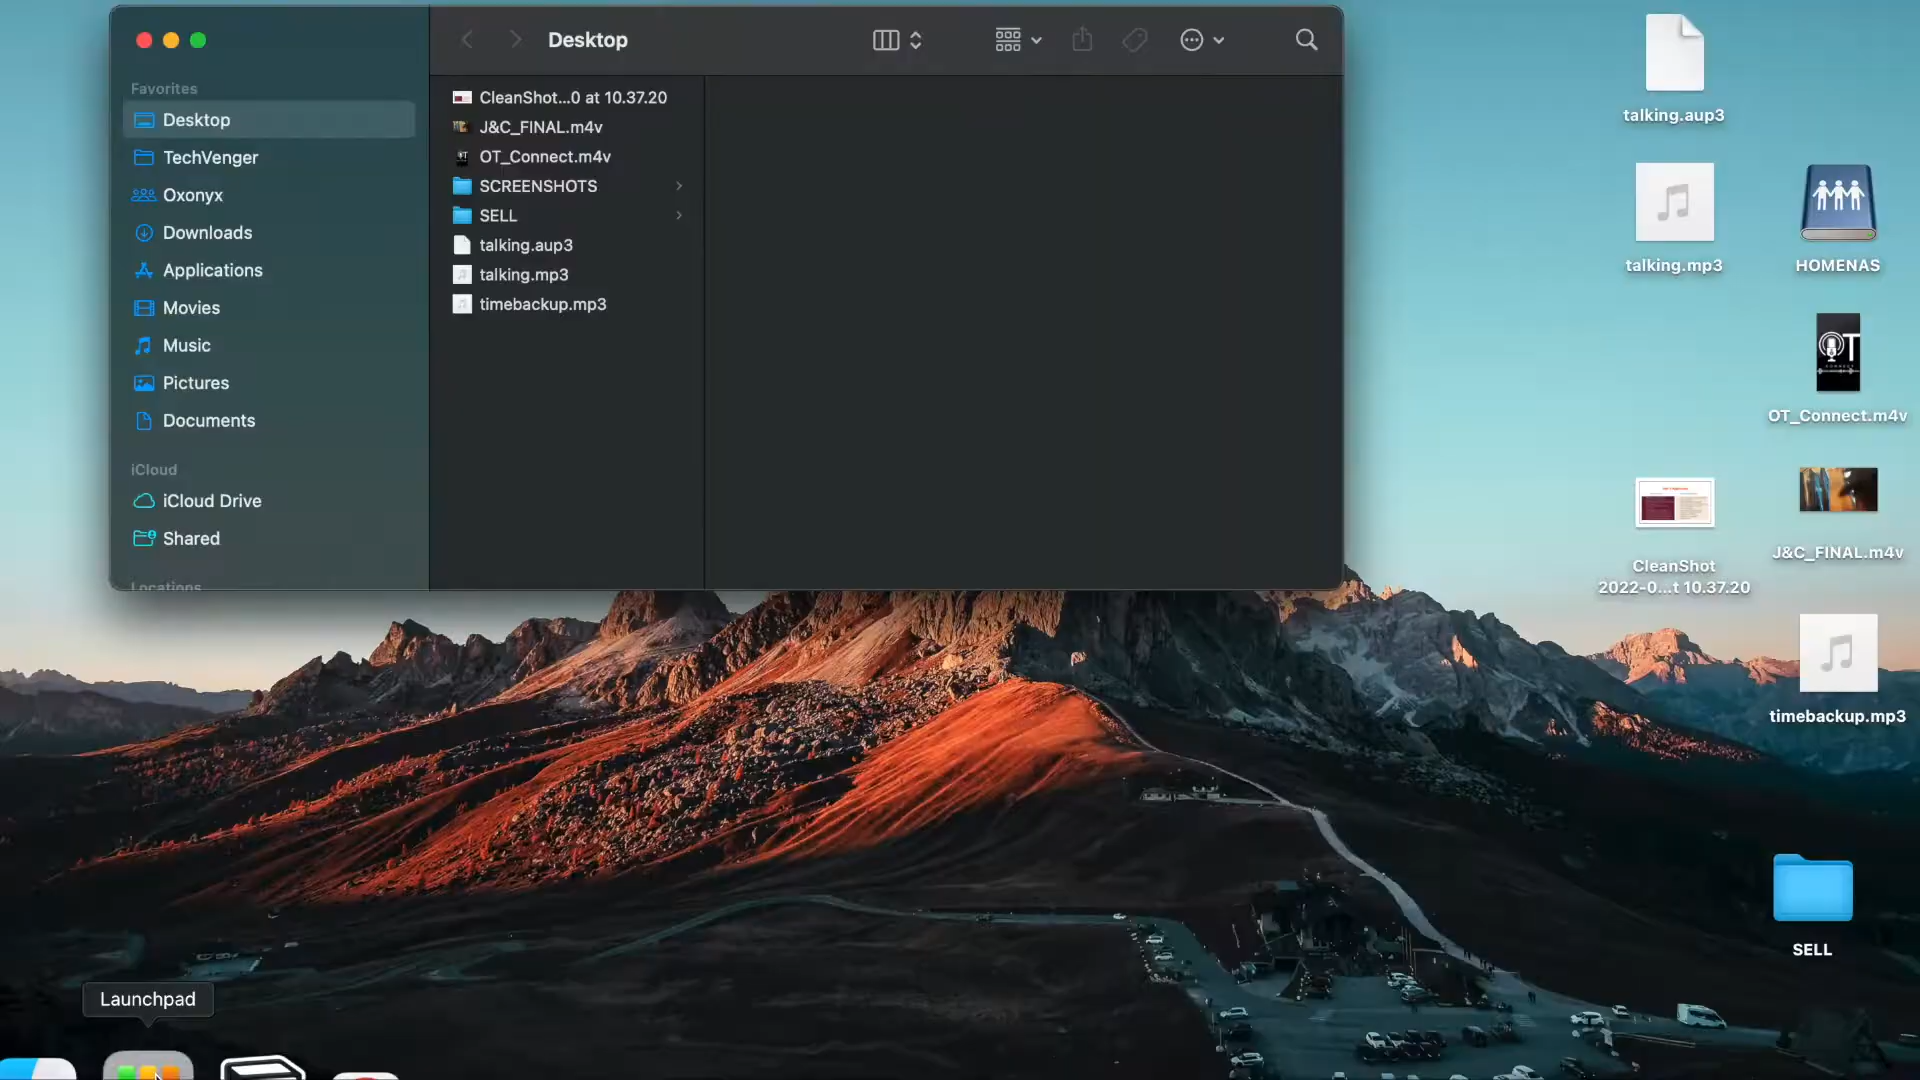 Desktop
Favorites
Desktop
TechVenger
Oxonyx
Downloads
Applications
Movies
Music
Pictures
Documents
iCloud
iCloud Drive
Shared
Locations
CleanShot...0 at 10.37.20
J&C_FINAL.m4v
OT_Connect.m4v
SCREENSHOTS
SELL
talking.aup3
talking.mp3
timebackup.mp3
talking.aup3
talking.mp3
HOMENAS
OT
CONNECT
OT_Connect.m4v
CleanShot
2022-0...t 10.37.20
J&C_FINAL.m4v
timebackup.mp3
SELL
Launchpad